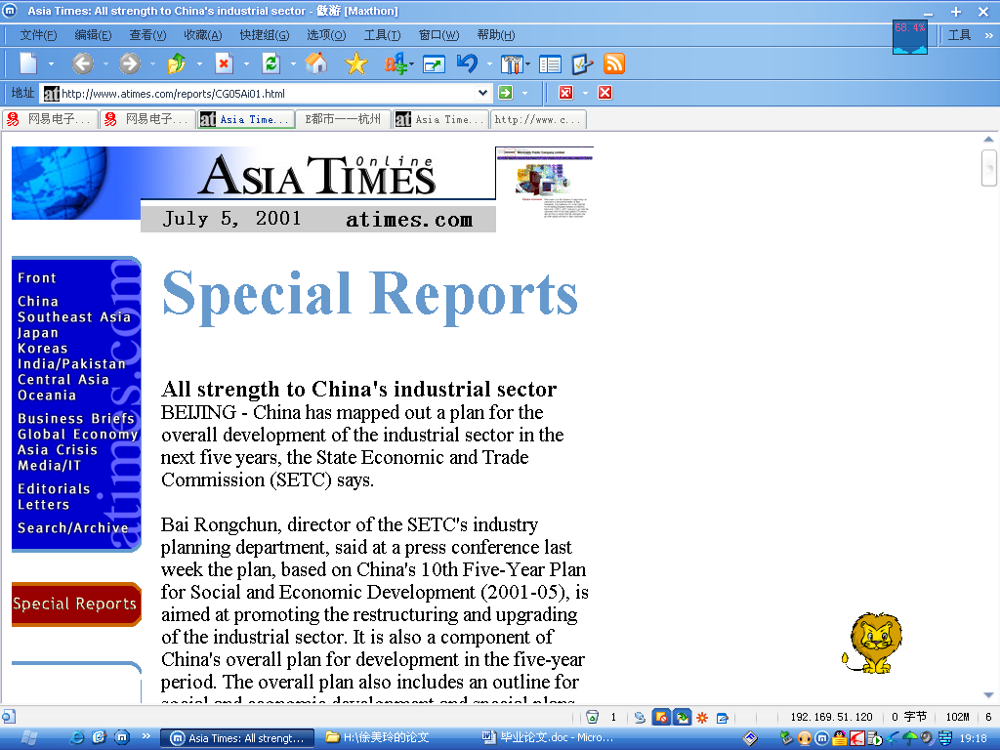 Asia Times: All strength to China's industrial sector - 傲游 [Maxthon]
文件(F) 编辑(E) 查看(V) 收藏(A) 快捷组(G) 选项(O) 工具(T) 窗口(W) 帮助(H)
68.4%
工具 »
地址 at http://www.atimes.com/reports/CG05Ai01.html
网易电子... 网易电子... at Asia Time... E都市——杭州 at Asia Time... http://www.c...
Online
ASIA TIMES
July 5, 2001 atimes.com
Special Reports
atimes.com
Front
China
Southeast Asia
Japan
Koreas
India/Pakistan
Central Asia
Oceania
Business Briefs
Global Economy
Asia Crisis
Media/IT
Editorials
Letters
Search/Archive
Special Reports
All strength to China's industrial sector
BEIJING - China has mapped out a plan for the
overall development of the industrial sector in the
next five years, the State Economic and Trade
Commission (SETC) says.
Bai Rongchun, director of the SETC's industry
planning department, said at a press conference last
week the plan, based on China's 10th Five-Year Plan
for Social and Economic Development (2001-05), is
aimed at promoting the restructuring and upgrading
of the industrial sector. It is also a component of
China's overall plan for development in the five-year
period. The overall plan also includes an outline for
social and economic development and special plans
1 192.168.51.120 0 字节 102M 6
» Asia Times: All strengt... H:\徐美玲的论文 毕业论文.doc - Micro... 19:18